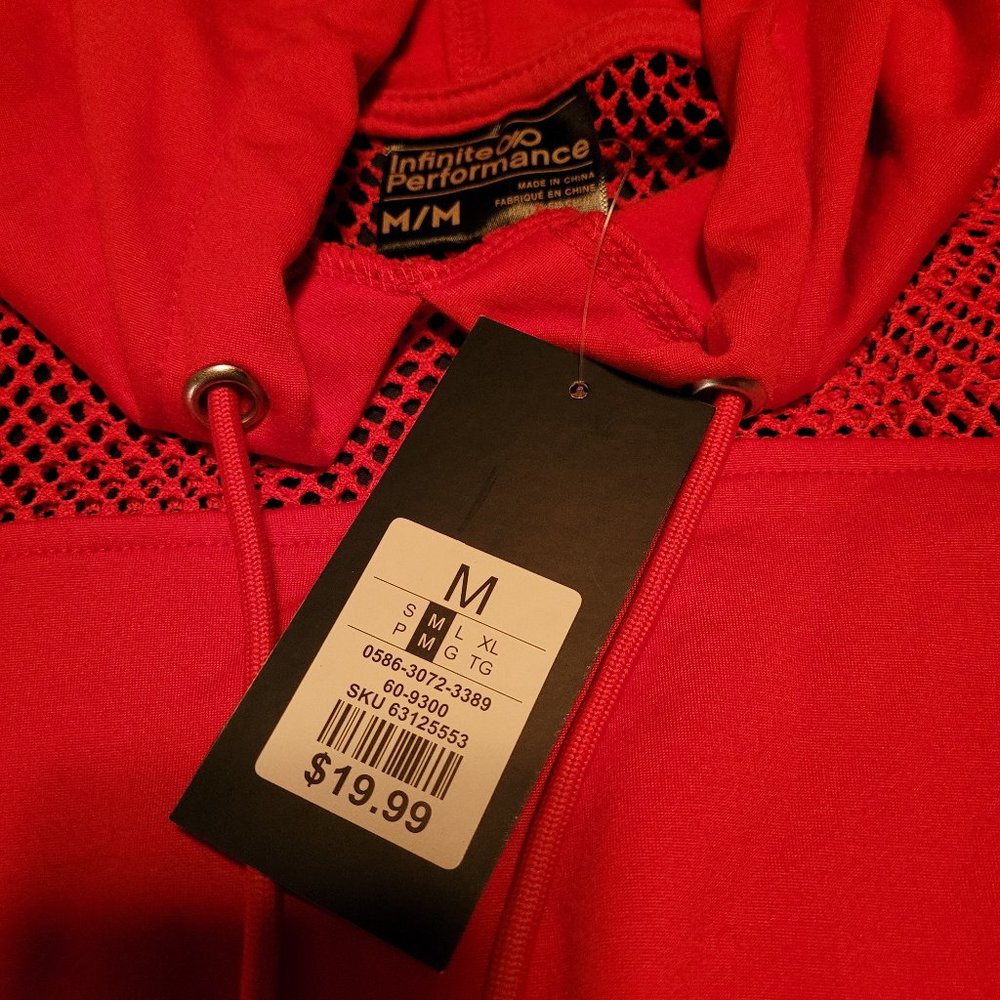 Infinite
Performance
MADE IN CHINA
FABRIQUÉ EN CHINE
M/M
M
S M L XL
P M G TG
0586-3072-3389
60-9300
SKU 63125553
$19.99